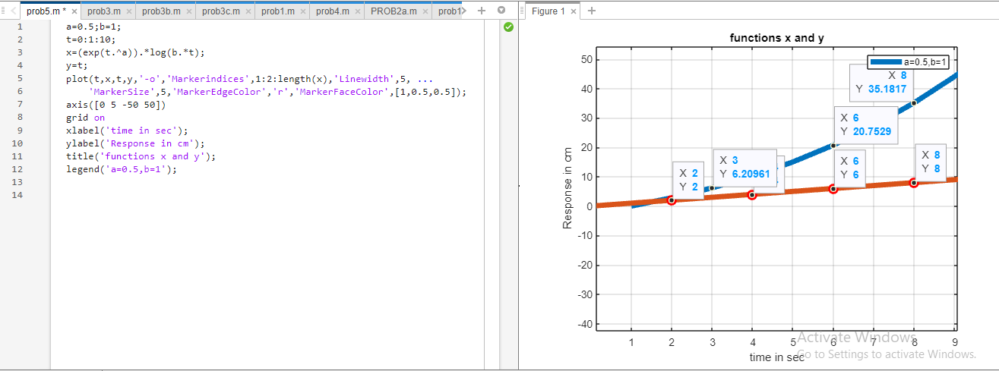 prob5.m * × prob3.m × prob3b.m × prob3c.m × prob1.m × prob4.m × PROB2a.m × prob1
1 a=0.5;b=1;
2 t=0:1:10;
3 x=(exp(t.^a)).*log(b.*t);
4 y=t;
5 plot(t,x,t,y,'-o','Markerindices',1:2:length(x),'Linewidth',5, ...
6 'MarkerSize',5,'MarkerEdgeColor','r','MarkerFaceColor',[1,0.5,0.5]);
7 axis([0 5 -50 50])
8 grid on
9 xlabel('time in sec');
10 ylabel('Response in cm');
11 title('functions x and y');
12 legend('a=0.5,b=1');
13
14
Figure 1 × +
functions x and y
a=0.5,b=1
X 8
Y 35.1817
X 6
Y 20.7529
X 3
Y 6.20961
X 2
Y 2
X 6
Y 6
X 8
Y 8
50
40
30
20
10
0
-10
-20
-30
-40
Response in cm
1 2 3 4 5 6 7 8 9
time in sec
Activate Windows
Go to Settings to activate Windows.